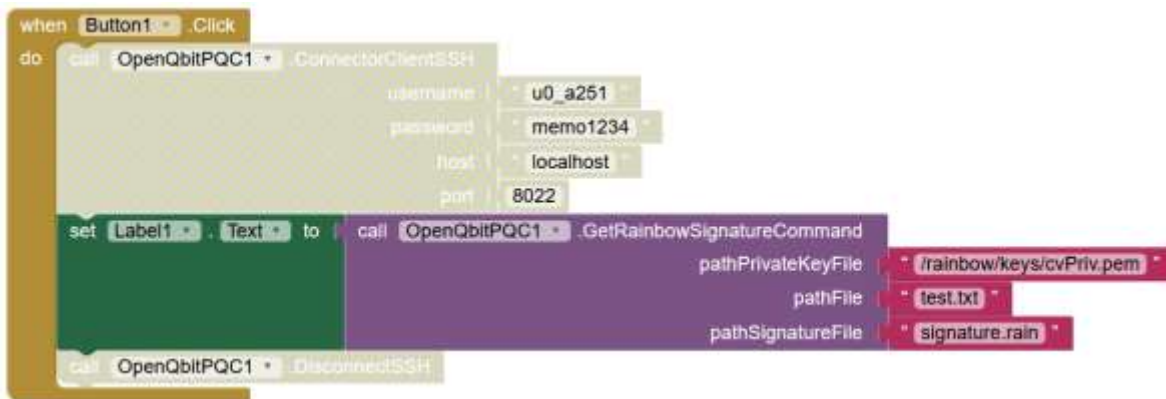 when Button1 .Click
do call OpenQbitPQC1 .ConnectorClientSSH
username " u0_a251 "
password " memo1234 "
host " localhost "
port 8022
set Label1 . Text to call OpenQbitPQC1 .GetRainbowSignatureCommand
pathPrivateKeyFile " /rainbow/keys/cvPriv.pem "
pathFile " test.txt "
pathSignatureFile " signature.rain "
call OpenQbitPQC1 .DisconnectSSH